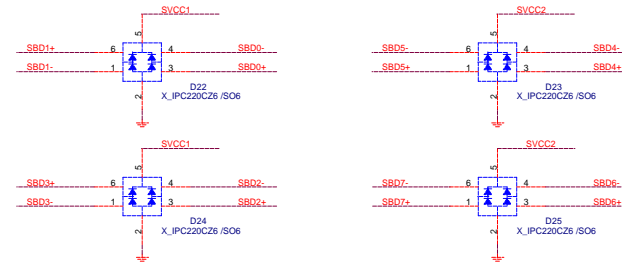 SVCC1
5
SBD1+ 6 4 SBD0-
SBD1- 1 3 SBD0+
2
D22
X_IPC220CZ6 /SO6
SVCC2
5
SBD5- 6 4 SBD4-
SBD5+ 1 3 SBD4+
2
D23
X_IPC220CZ6 /SO6
SVCC1
5
SBD3+ 6 4 SBD2-
SBD3- 1 3 SBD2+
2
D24
X_IPC220CZ6 /SO6
SVCC2
5
SBD7- 6 4 SBD6-
SBD7+ 1 3 SBD6+
2
D25
X_IPC220CZ6 /SO6